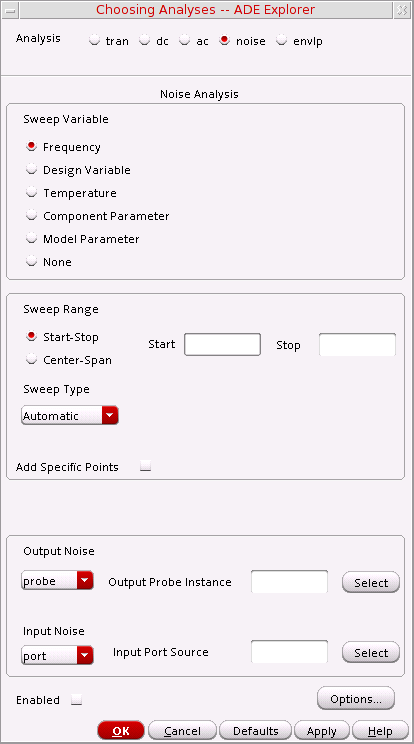 Choosing Analyses -- ADE Explorer
Analysis tran dc ac noise envlp
Noise Analysis
Sweep Variable
Frequency
Design Variable
Temperature
Component Parameter
Model Parameter
None
Sweep Range
Start-Stop Start Stop
Center-Span
Sweep Type
Automatic
Add Specific Points
Output Noise
probe Output Probe Instance Select
Input Noise
port Input Port Source Select
Enabled Options...
OK Cancel Defaults Apply Help